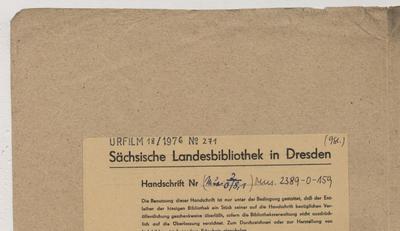 URFILM 18/1976 No 271
Sächsische Landesbibliothek in Dresden
Handschrift Nr Mus. 2389-0-159
Die Benutzung dieser Handschrift ist nur unter der Bedingung gestattet, daß der Ent-
leiher der hiesigen Bibliothek ein Stück seiner auf die Handschrift bezüglichen Ver-
öffentlichung geschenkweise überläßt, sofern die Bibliotheksverwaltung nicht ausdrück-
lich auf die Überlassung verzichtet. Zum Durchzeichnen oder zur Herstellung von